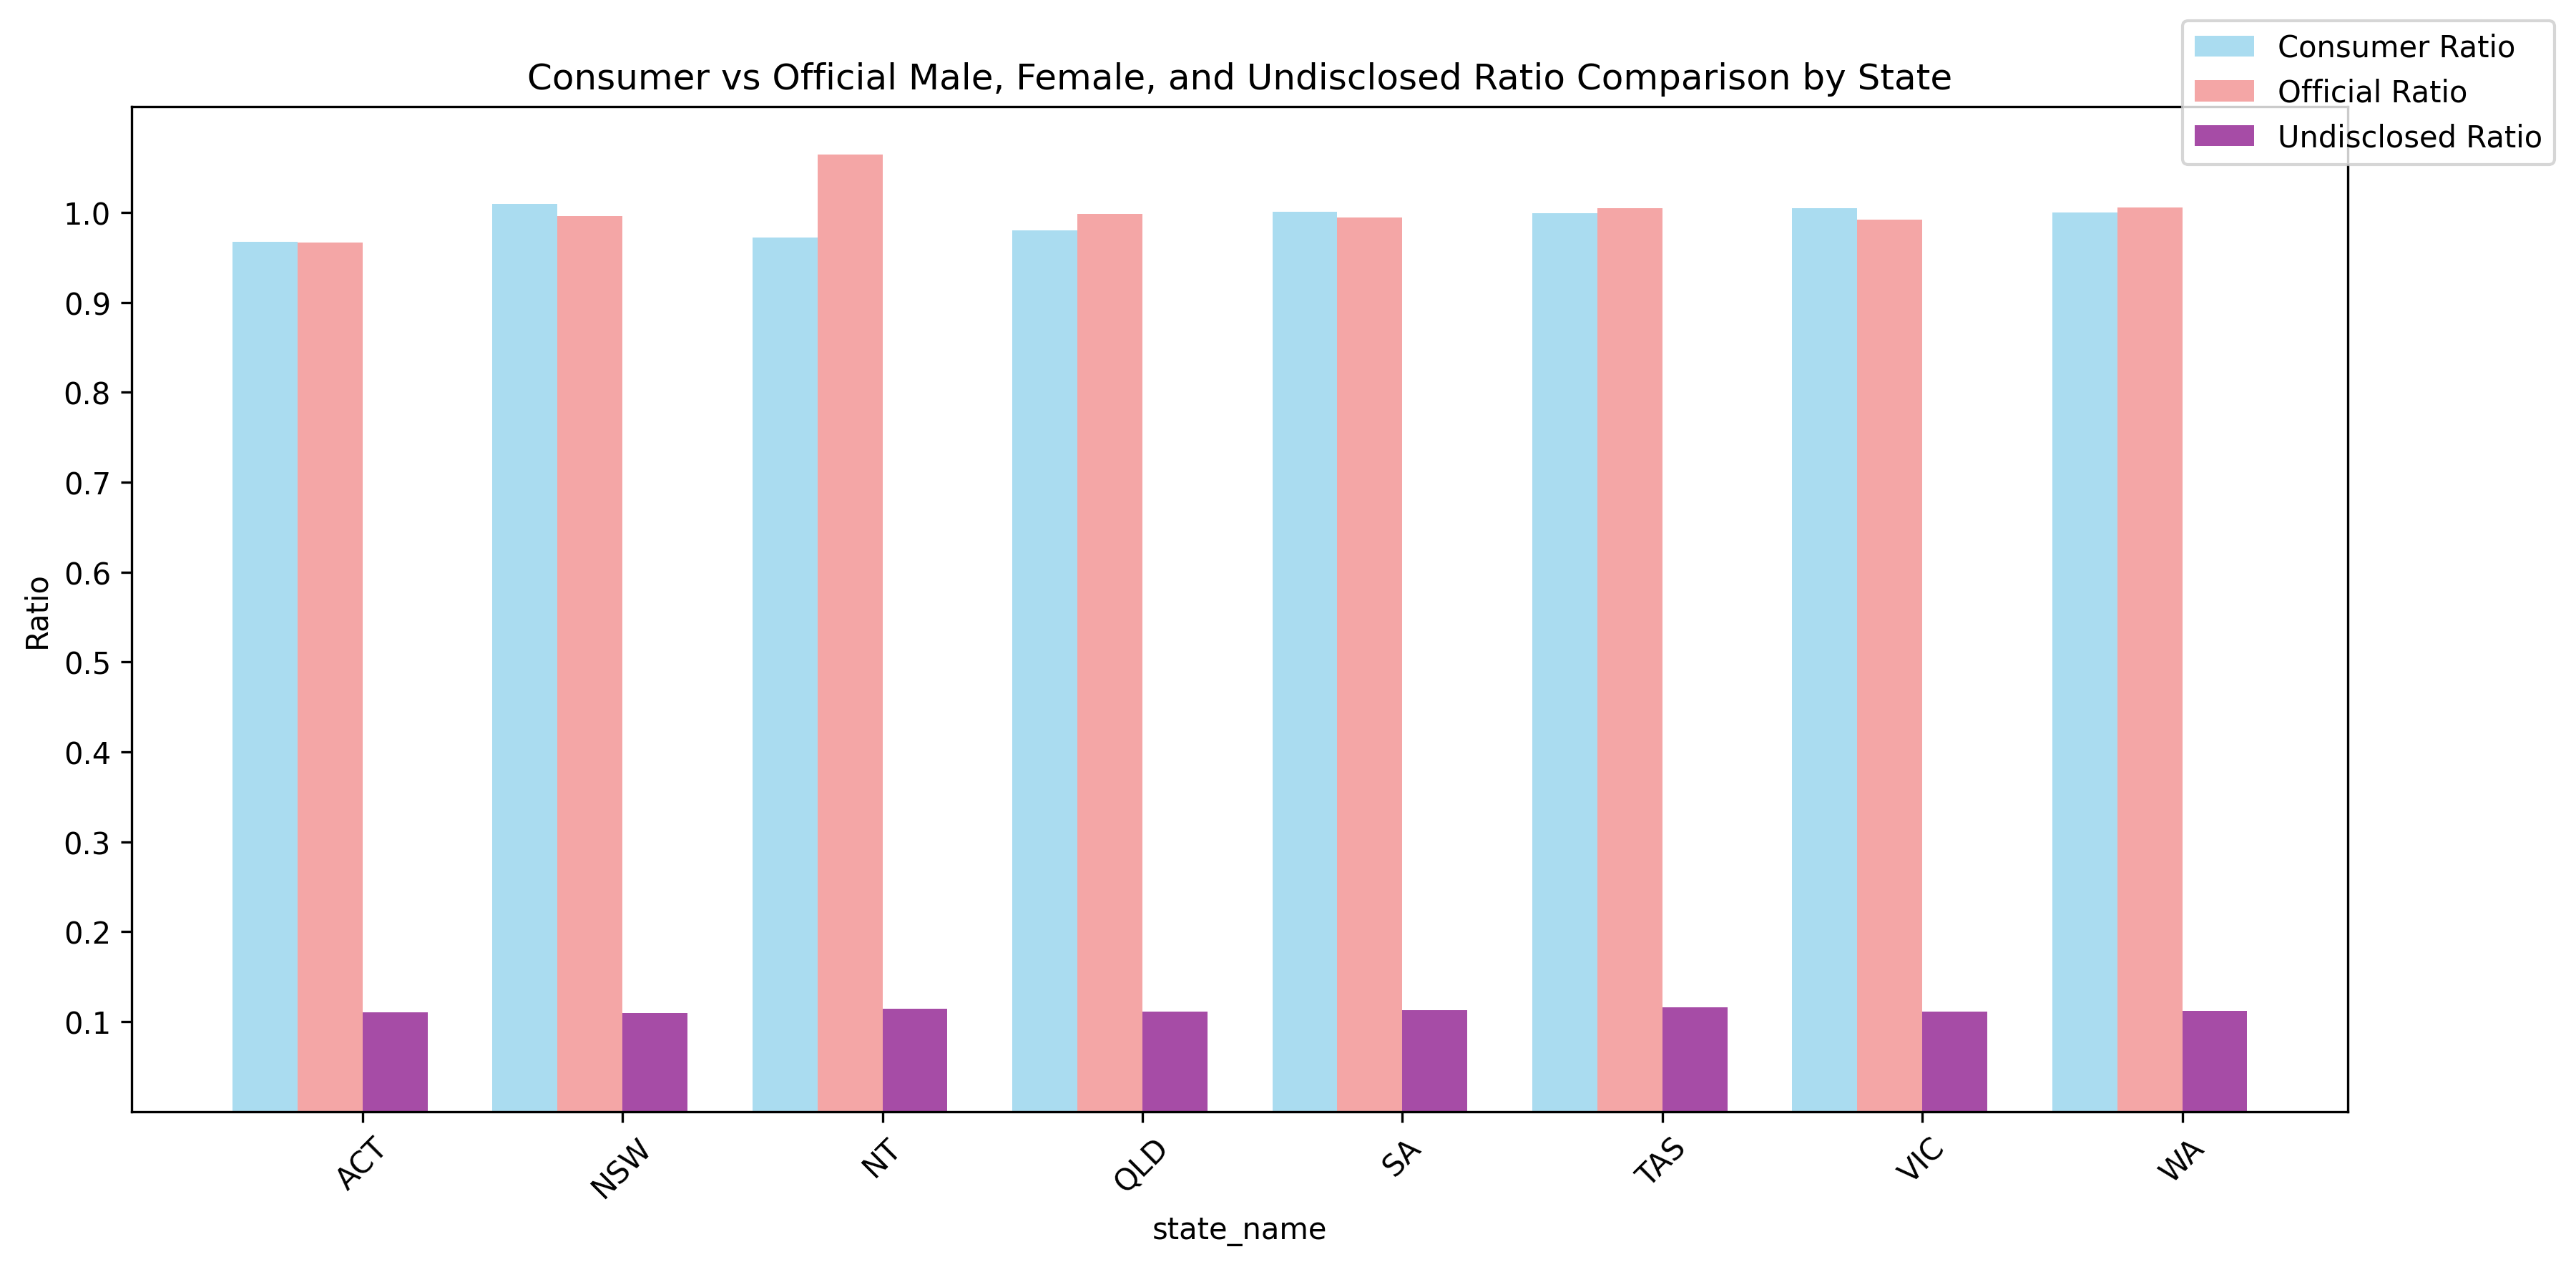 Consumer vs Official Male, Female, and Undisclosed Ratio Comparison by State
Consumer Ratio
Official Ratio
Undisclosed Ratio
Ratio
1.0
0.9
0.8
0.7
0.6
0.5
0.4
0.3
0.2
0.1
ACT
NSW
NT
QLD
SA
TAS
VIC
WA
state_name